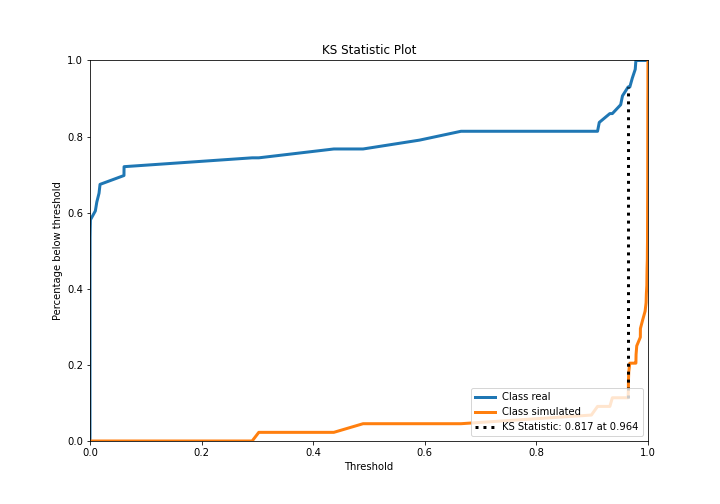 KS Statistic Plot
1.0
0.8
0.6
0.4
0.2
0.0
Percentage below threshold
0.0 0.2 0.4 0.6 0.8 1.0
Threshold
Class real
Class simulated
KS Statistic: 0.817 at 0.964